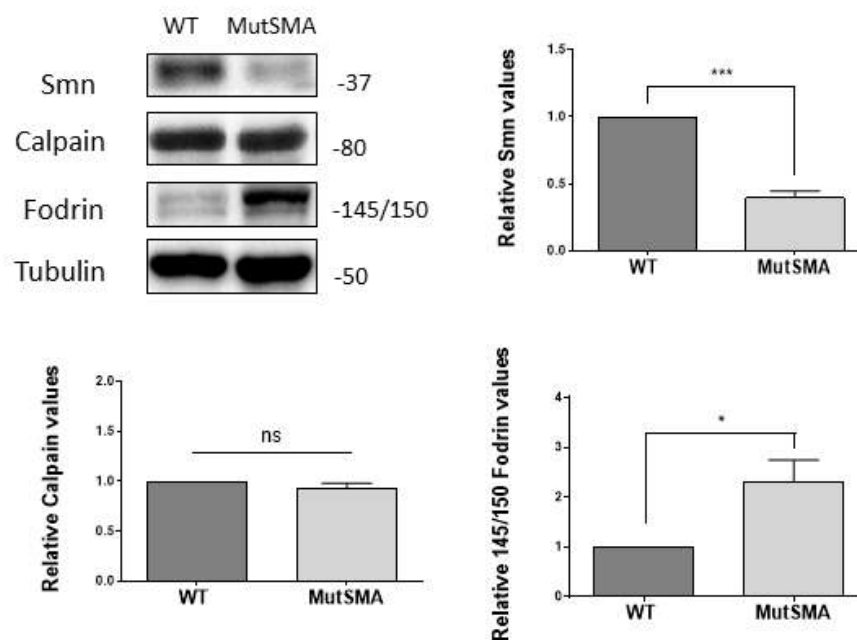 WT MutSMA
Smn -37
Calpain -80
Fodrin -145/150
Tubulin -50
Relative Smn values
1.5
1.0
0.5
0.0
***
WT MutSMA
Relative Calpain values
2.0
1.5
1.0
0.5
0.0
ns
WT MutSMA
Relative 145/150 Fodrin values
4
3
2
1
0
*
WT MutSMA